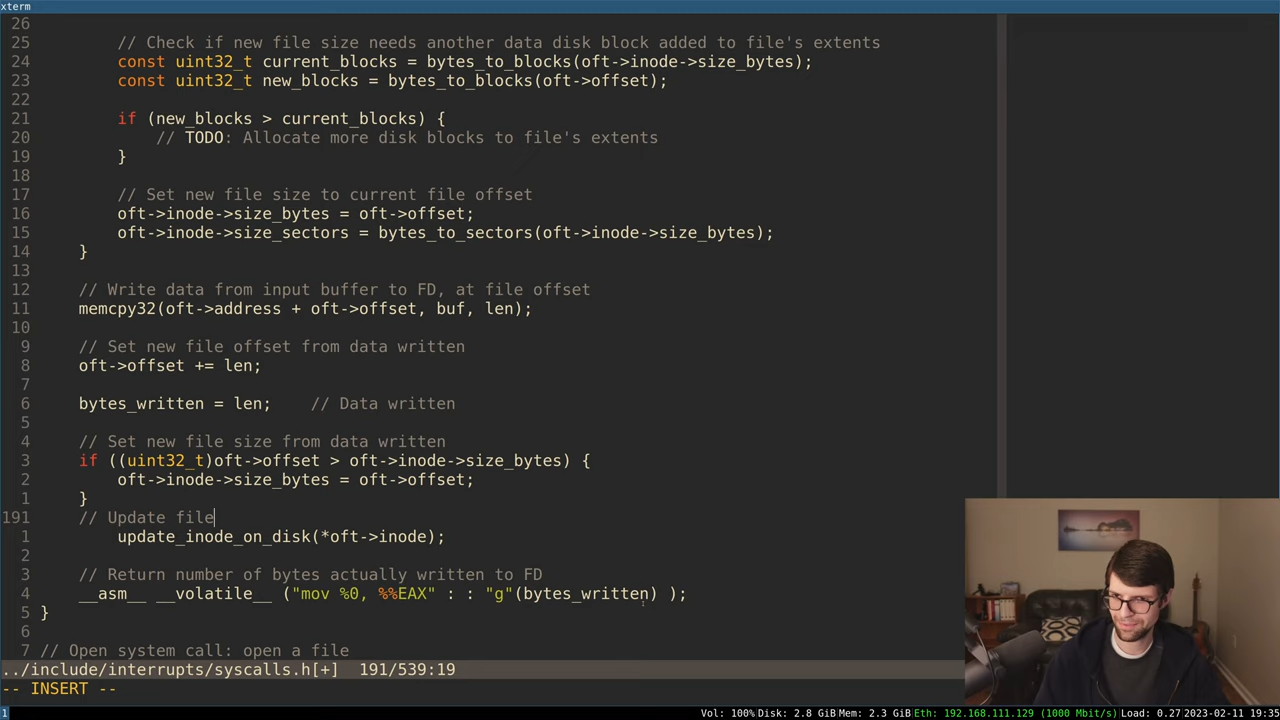 xterm
26
25 // Check if new file size needs another data disk block added to file's extents
24 const uint32_t current_blocks = bytes_to_blocks(oft->inode->size_bytes);
23 const uint32_t new_blocks = bytes_to_blocks(oft->offset);
22
21 if (new_blocks > current_blocks) {
20 // TODO: Allocate more disk blocks to file's extents
19 }
18
17 // Set new file size to current file offset
16 oft->inode->size_bytes = oft->offset;
15 oft->inode->size_sectors = bytes_to_sectors(oft->inode->size_bytes);
14 }
13
12 // Write data from input buffer to FD, at file offset
11 memcpy32(oft->address + oft->offset, buf, len);
10
9 // Set new file offset from data written
8 oft->offset += len;
7
6 bytes_written = len; // Data written
5
4 // Set new file size from data written
3 if ((uint32_t)oft->offset > oft->inode->size_bytes) {
2 oft->inode->size_bytes = oft->offset;
1 }
191 // Update file
1 update_inode_on_disk(*oft->inode);
2
3 // Return number of bytes actually written to FD
4 __asm__ __volatile__ ("mov %0, %%EAX" : : "g"(bytes_written) );
5 }
6
7 // Open system call: open a file
../include/interrupts/syscalls.h[+] 191/539:19
-- INSERT --
1 Vol: 100% Disk: 2.8 GiB Mem: 2.3 GiB Eth: 192.168.111.129 (1000 Mbit/s) Load: 0.27 2023-02-11 19:35